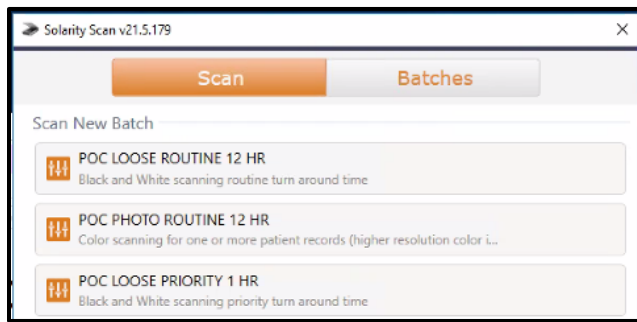 Solarity Scan v21.5.179
Scan Batches
Scan New Batch
POC LOOSE ROUTINE 12 HR
Black and White scanning routine turn around time
POC PHOTO ROUTINE 12 HR
Color scanning for one or more patient records (higher resolution color i...
POC LOOSE PRIORITY 1 HR
Black and White scanning priority turn around time